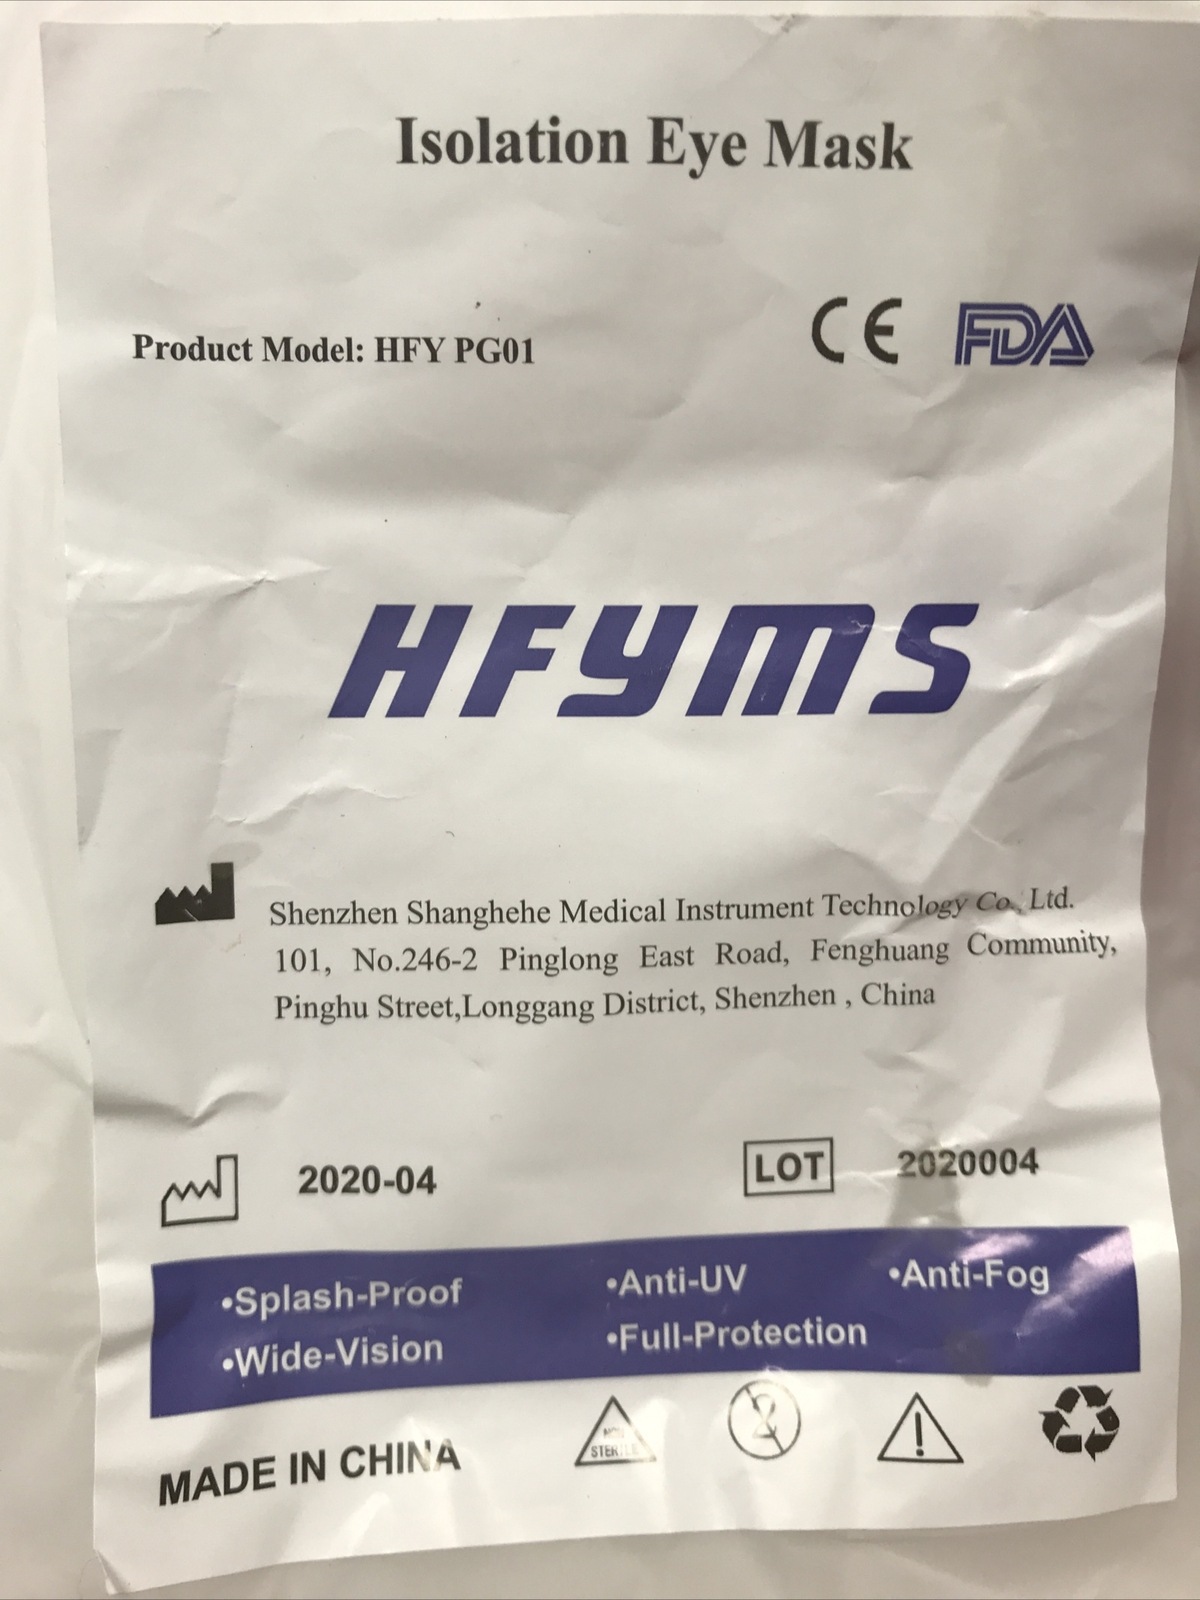 Isolation Eye Mask
Product Model: HFY PG01
CE FDA
HFYMS
Shenzhen Shanghehe Medical Instrument Technology Co., Ltd.
101, No.246-2 Pinglong East Road, Fenghuang Community,
Pinghu Street,Longgang District, Shenzhen , China
2020-04
LOT 2020004
•Splash-Proof •Anti-UV •Anti-Fog
•Wide-Vision •Full-Protection
2
MADE IN CHINA